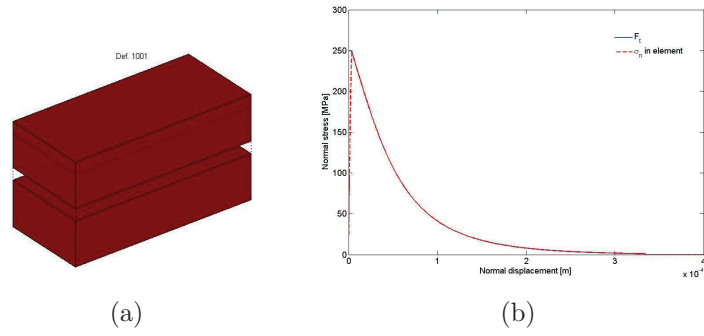 Def. 1001
(a)
Normal stress [MPa]
300
250
200
150
100
50
0
F_t
σ_n in element
0
1
2
3
4
x 10^-4
Normal displacement [m]
(b)